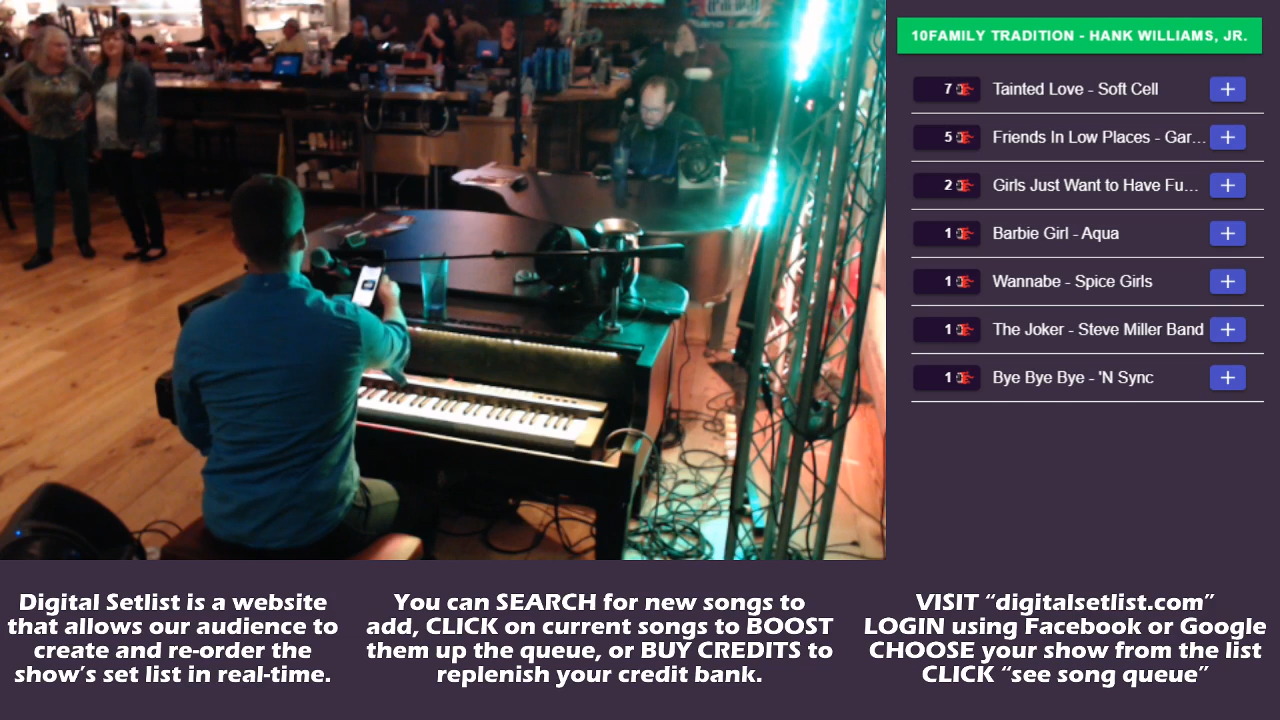 10FAMILY TRADITION - HANK WILLIAMS, JR.
7 Tainted Love - Soft Cell +
5 Friends In Low Places - Gar... +
2 Girls Just Want to Have Fu... +
1 Barbie Girl - Aqua +
1 Wannabe - Spice Girls +
1 The Joker - Steve Miller Band +
1 Bye Bye Bye - 'N Sync +
Digital Setlist is a website
that allows our audience to
create and re-order the
show's set list in real-time.
You can SEARCH for new songs to
add, CLICK on current songs to BOOST
them up the queue, or BUY CREDITS to
replenish your credit bank.
VISIT “digitalsetlist.com”
LOGIN using Facebook or Google
CHOOSE your show from the list
CLICK “see song queue”